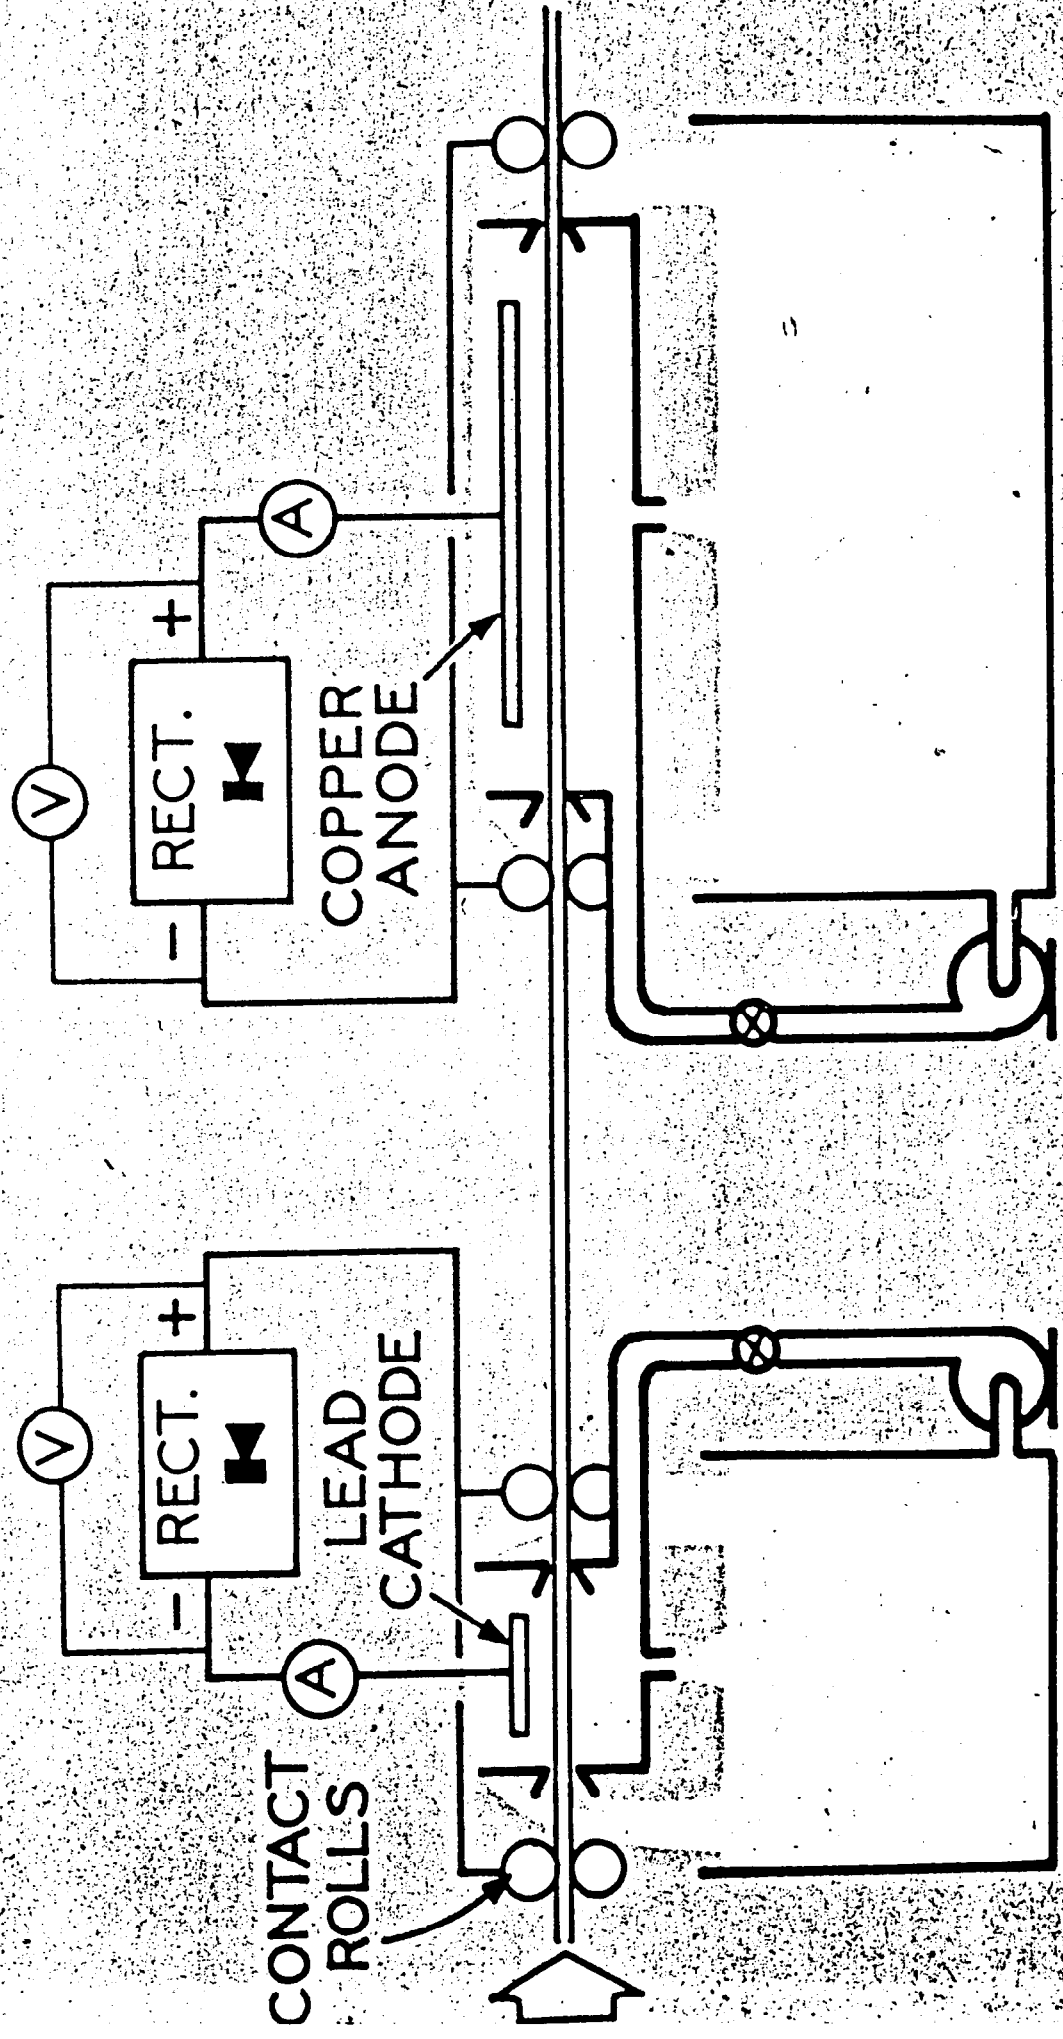 CONTACT
ROLLS
V
RECT.
- +
A
LEAD
CATHODE
V
RECT.
- +
A
COPPER
ANODE